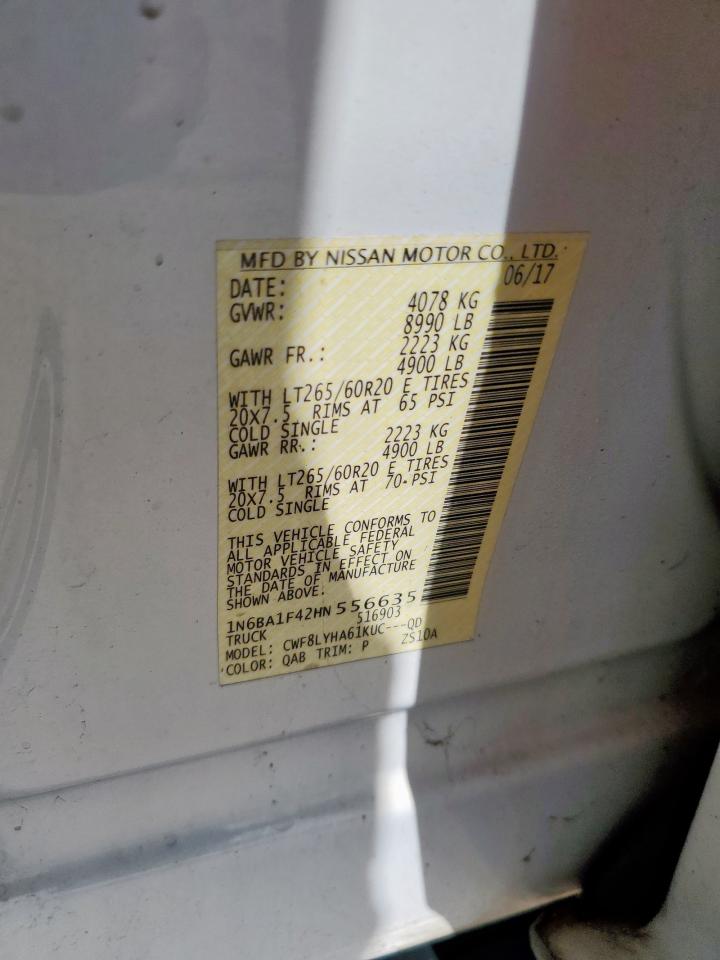 MFD BY NISSAN MOTOR CO., LTD.
DATE: 06/17
GVWR: 4078 KG
8990 LB
GAWR FR.: 2223 KG
4900 LB
WITH LT265/60R20 E TIRES
20X7.5 RIMS AT 65 PSI
COLD SINGLE
GAWR RR.: 2223 KG
4900 LB
WITH LT265/60R20 E TIRES
20X7.5 RIMS AT 70 PSI
COLD SINGLE
THIS VEHICLE CONFORMS TO
ALL APPLICABLE FEDERAL
MOTOR VEHICLE SAFETY
STANDARDS IN EFFECT ON
THE DATE OF MANUFACTURE
SHOWN ABOVE.
1N6BA1F42HN556635
TRUCK 516903
MODEL: CWF8LYHA61KUC---QD
COLOR: QAB TRIM: P ZS10A